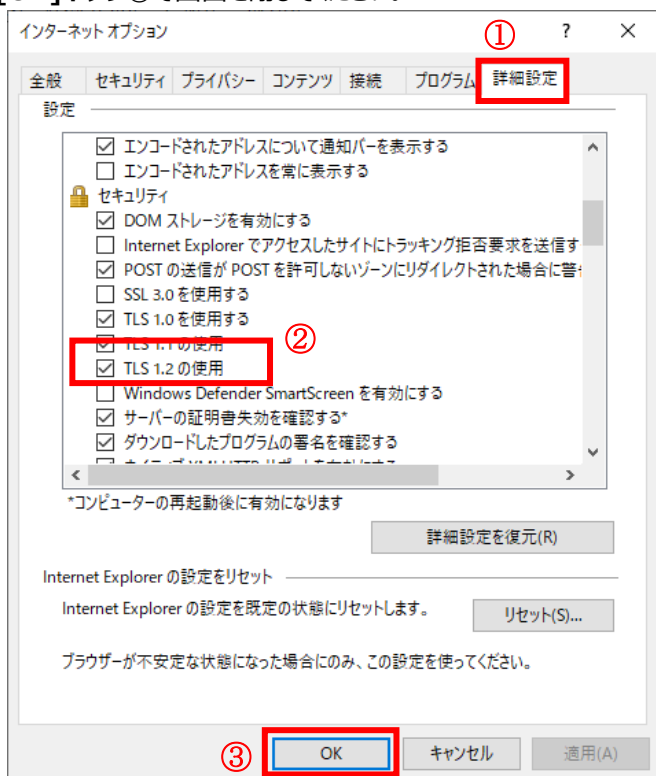 インターネット オプション
①
?
×
全般 セキュリティ プライバシー コンテンツ 接続 プログラム 詳細設定
設定
エンコードされたアドレスについて通知バーを表示する
エンコードされたアドレスを常に表示する
セキュリティ
DOM ストレージを有効にする
Internet Explorer でアクセスしたサイトにトラッキング拒否要求を送信す
POST の送信が POST を許可しないゾーンにリダイレクトされた場合に警
SSL 3.0 を使用する
TLS 1.0 を使用する
TLS 1.1 の使用
②
TLS 1.2 の使用
Windows Defender SmartScreen を有効にする
サーバーの証明書失効を確認する*
ダウンロードしたプログラムの署名を確認する
*コンピューターの再起動後に有効になります
詳細設定を復元(R)
Internet Explorer の設定をリセット
Internet Explorer の設定を既定の状態にリセットします。
リセット(S)...
ブラウザーが不安定な状態になった場合にのみ、この設定を使ってください。
③
OK キャンセル 適用(A)